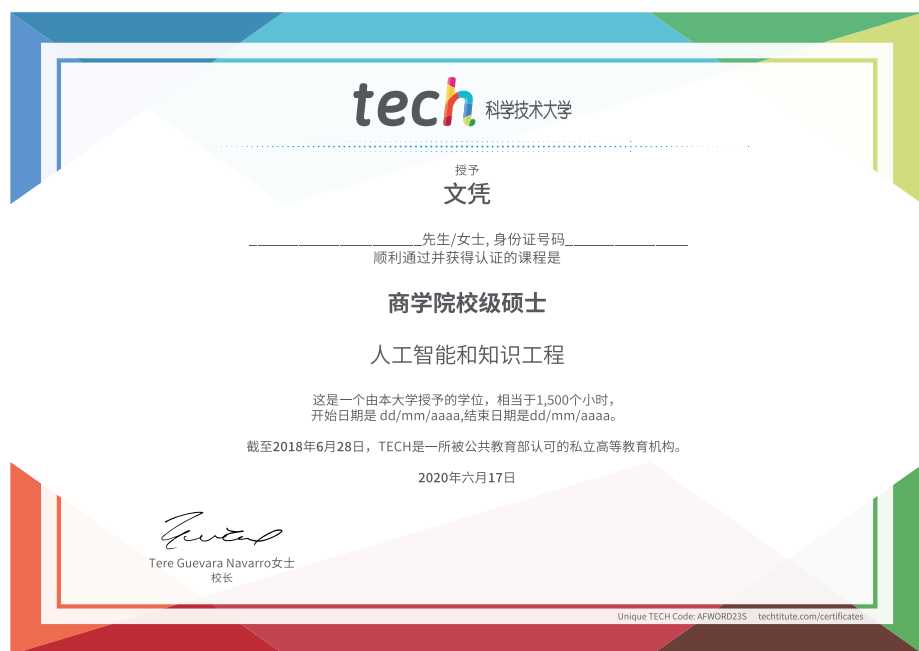 tech 科学技术大学
授予
文凭
_____________________先生/女士, 身份证号码_______________
顺利通过并获得认证的课程是
商学院校级硕士
人工智能和知识工程
这是一个由本大学授予的学位，相当于1,500个小时，
开始日期是 dd/mm/aaaa,结束日期是dd/mm/aaaa。
截至2018年6月28日，TECH是一所被公共教育部认可的私立高等教育机构。
2020年六月17日
Tere Guevara Navarro女士
校长
Unique TECH Code: AFWORD23S techtitute.com/certificates